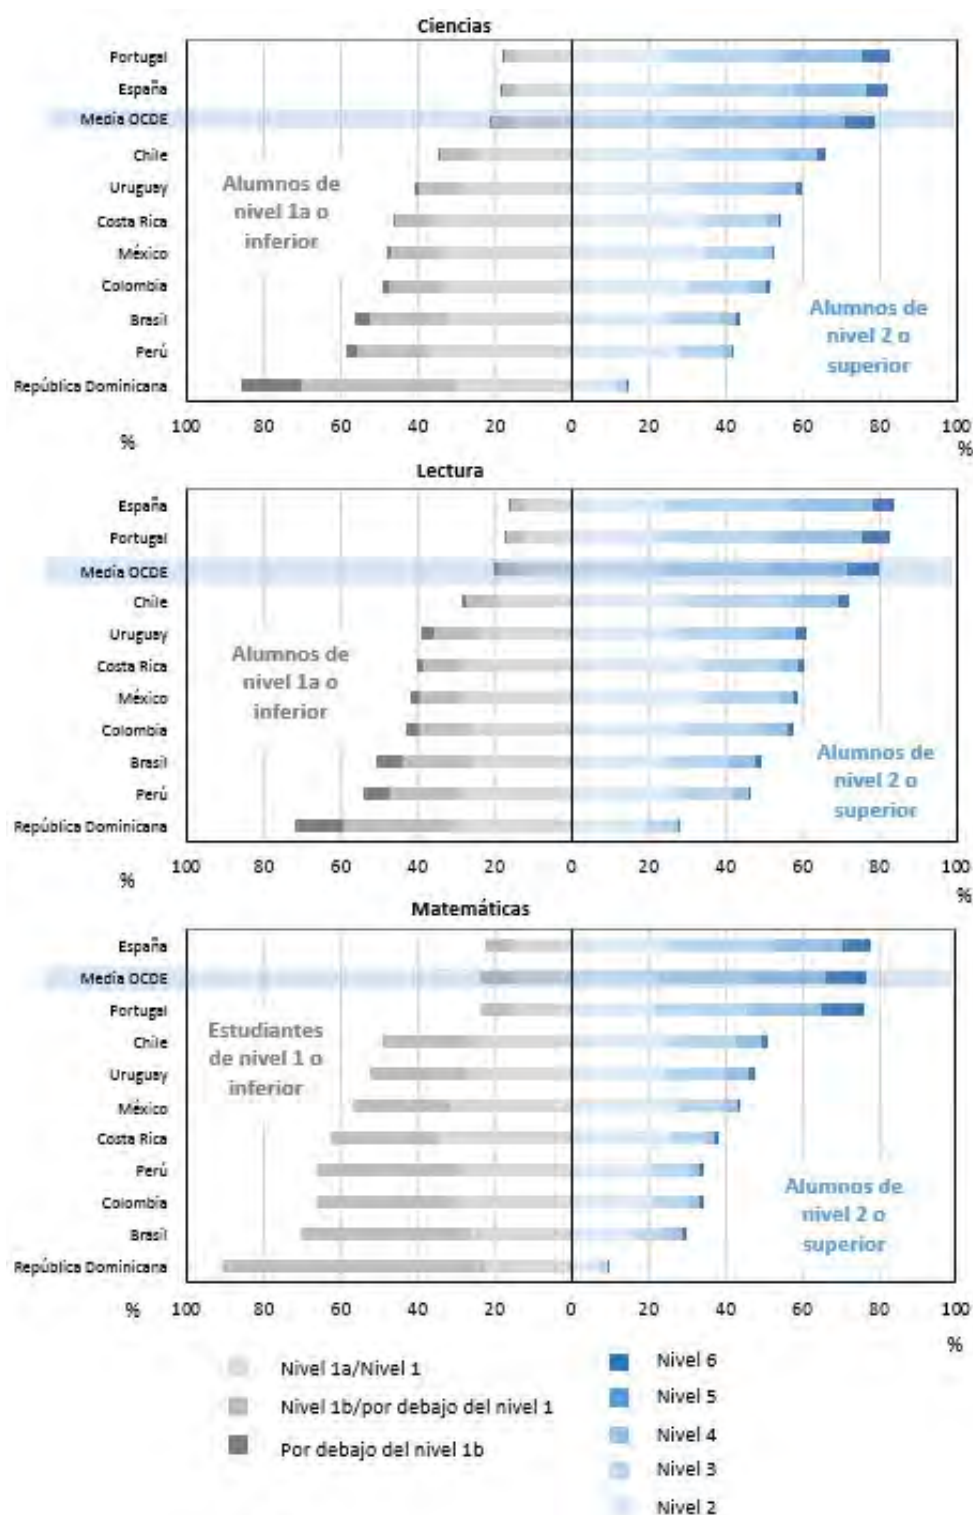 Ciencias
Portugal
España
Media OCDE
Chile
Uruguay
Costa Rica
México
Colombia
Brasil
Perú
República Dominicana
Alumnos de
nivel 1a o
inferior
Alumnos de
nivel 2 o
superior
100 80 60 40 20 0 20 40 60 80 100
% %
Lectura
España
Portugal
Media OCDE
Chile
Uruguay
Costa Rica
México
Colombia
Brasil
Perú
República Dominicana
Alumnos de
nivel 1a o
inferior
Alumnos de
nivel 2 o
superior
100 80 60 40 20 0 20 40 60 80 100
% %
Matemáticas
España
Media OCDE
Portugal
Chile
Uruguay
México
Costa Rica
Perú
Colombia
Brasil
República Dominicana
Estudiantes
de nivel 1 o
inferior
Alumnos de
nivel 2 o
superior
% 100 80 60 40 20 0 20 40 60 80 100
%
Nivel 1a/Nivel 1
Nivel 1b/por debajo del nivel 1
Por debajo del nivel 1b
Nivel 6
Nivel 5
Nivel 4
Nivel 3
Nivel 2